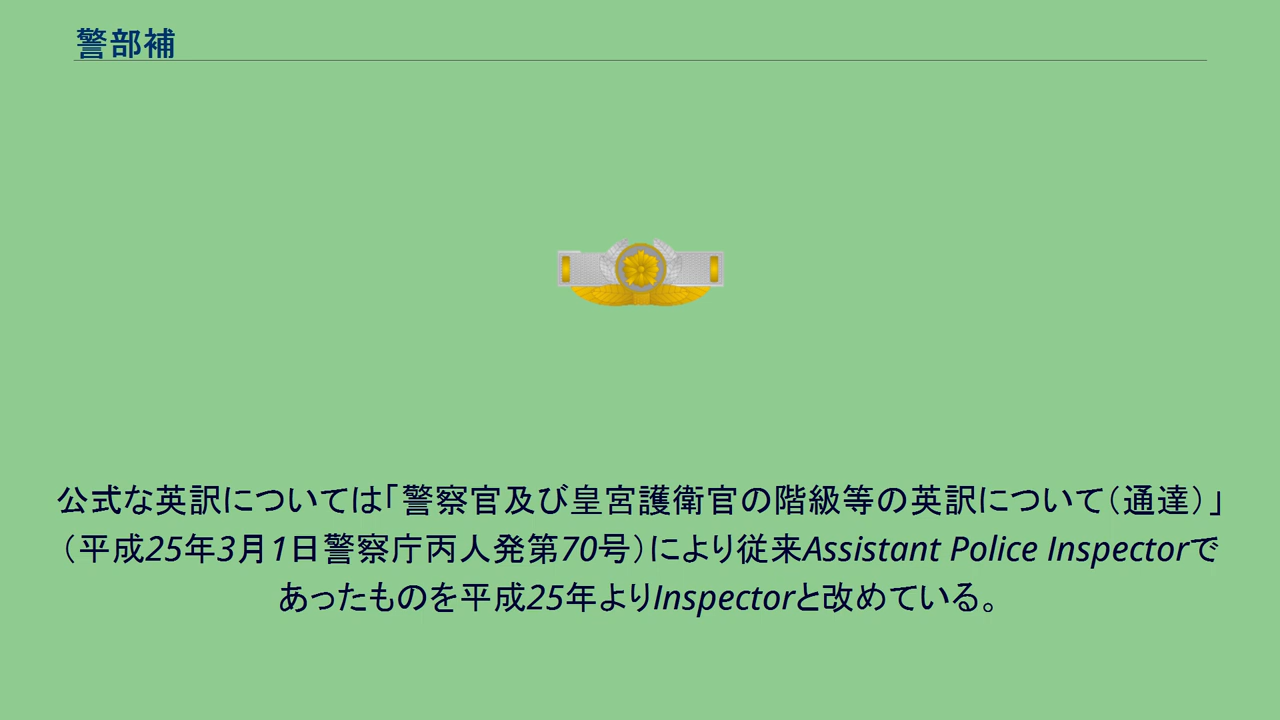 警部補
公式な英訳については「警察官及び皇宮護衛官の階級等の英訳について（通達）」
（平成25年3月1日警察庁丙人発第70号）により従来Assistant Police Inspectorで
あったものを平成25年よりInspectorと改めている。